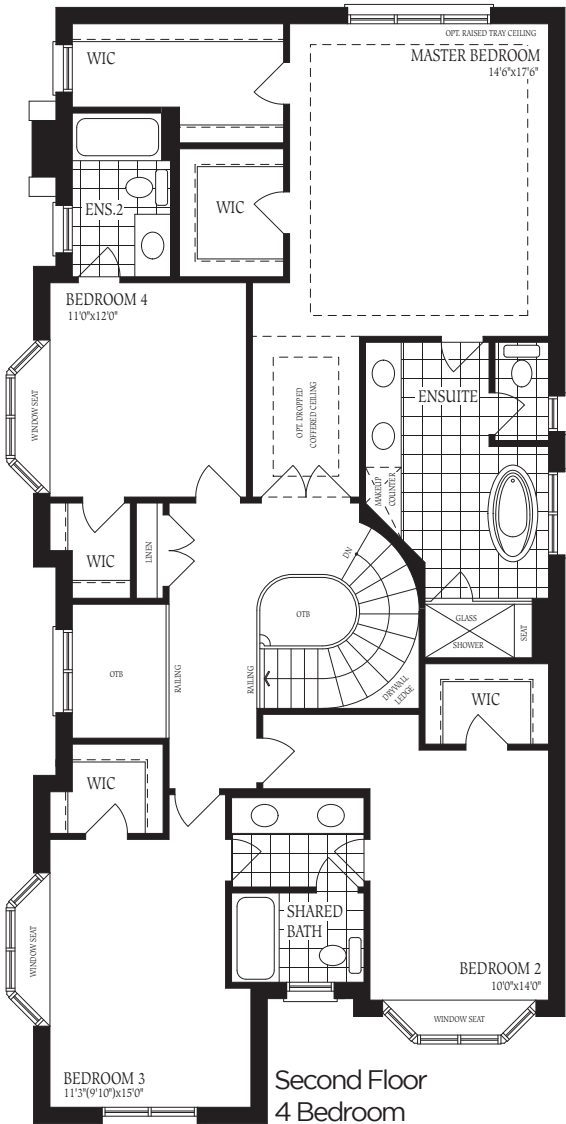 OPT. RAISED TRAY CEILING
WIC
MASTER BEDROOM
14'6"x17'6"
ENS.2
WIC
BEDROOM 4
11'0"x12'0"
WINDOW SEAT
OPT. DROPPED
COFFERED CEILING
ENSUITE
MAKEUP
COUNTER
WIC
LINEN
DN
OTB
GLASS
SHOWER
SEAT
OTB
RAILING
RAILING
DRYWALL
LEDGE
WIC
WIC
SHARED
BATH
WINDOW SEAT
BEDROOM 2
10'0"x14'0"
WINDOW SEAT
BEDROOM 3
11'3"(9'10")x15'0"
Second Floor
4 Bedroom